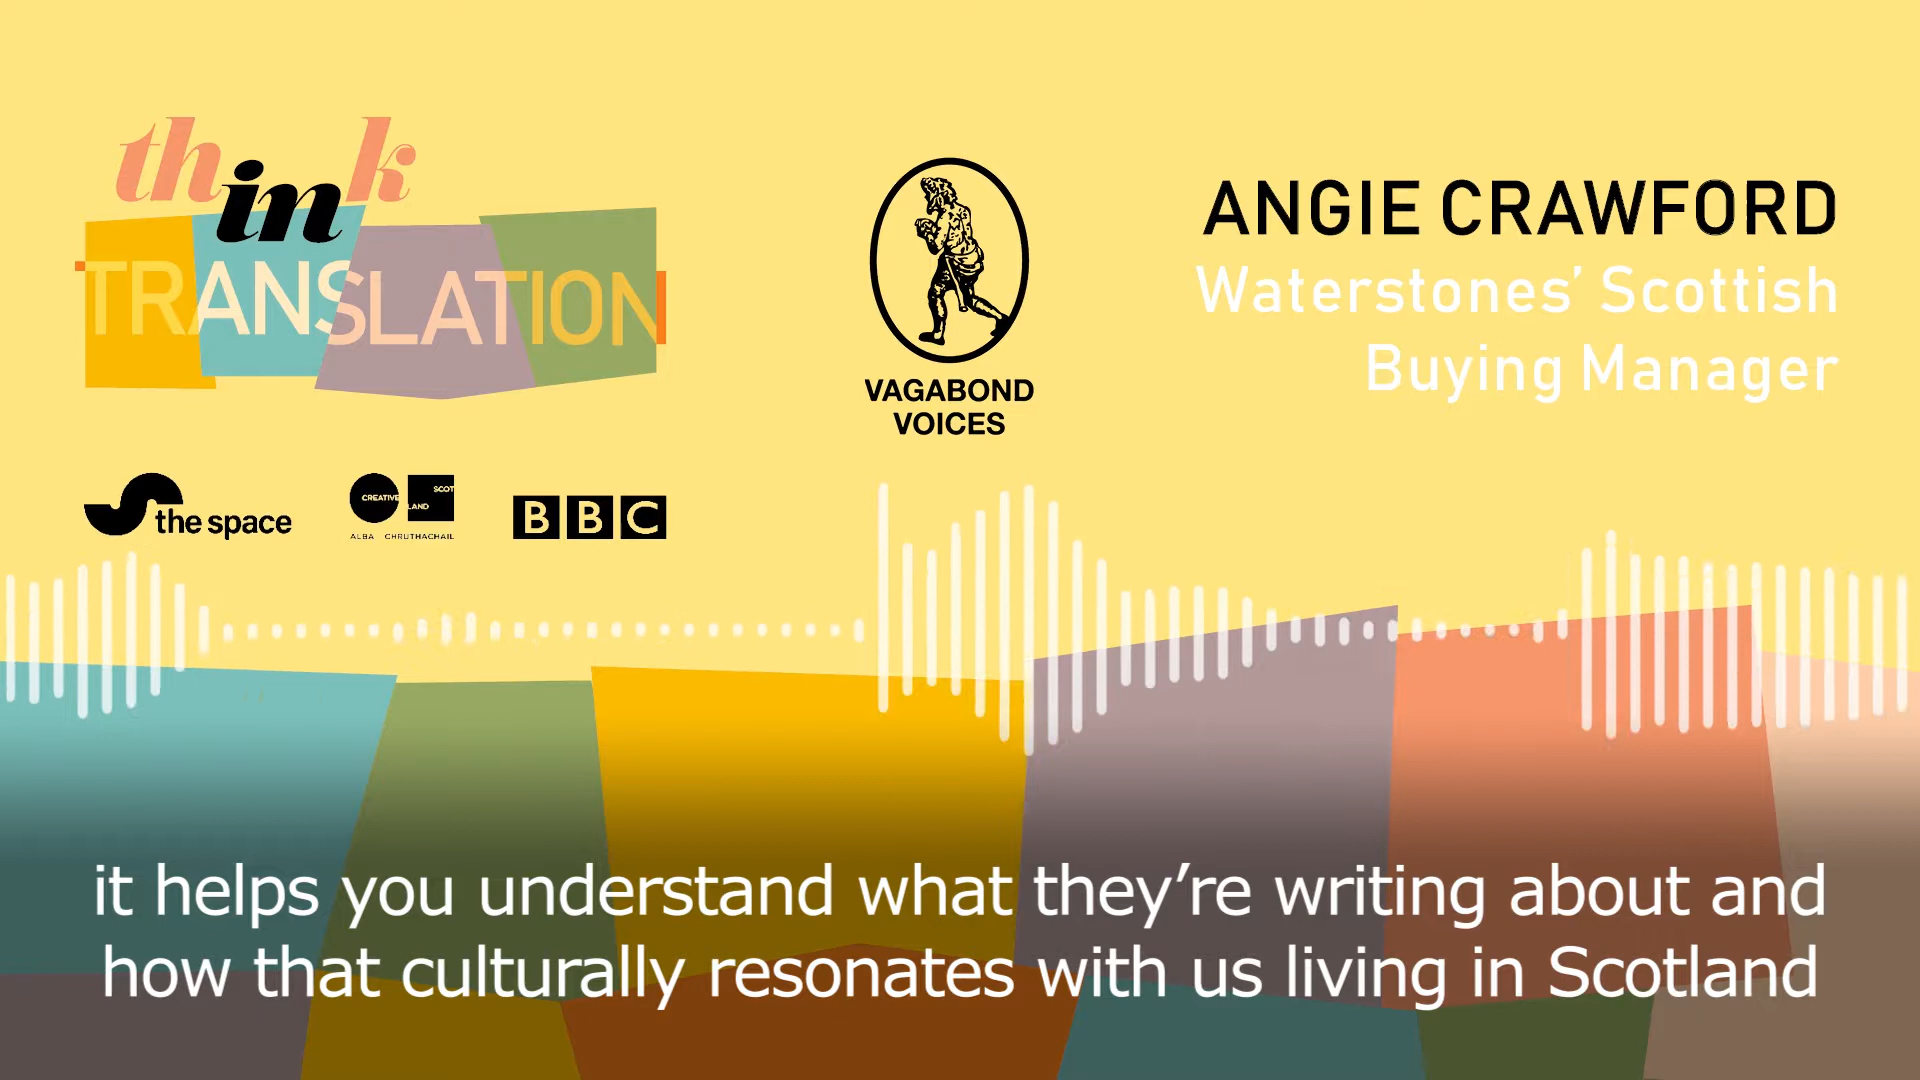 think
TRANSLATION
the space
CREATIVE SCOT
LAND
ALBA CHRUTHACHAIL
BBC
VAGABOND
VOICES
ANGIE CRAWFORD
Waterstones’ Scottish
Buying Manager
it helps you understand what they’re writing about and
how that culturally resonates with us living in Scotland